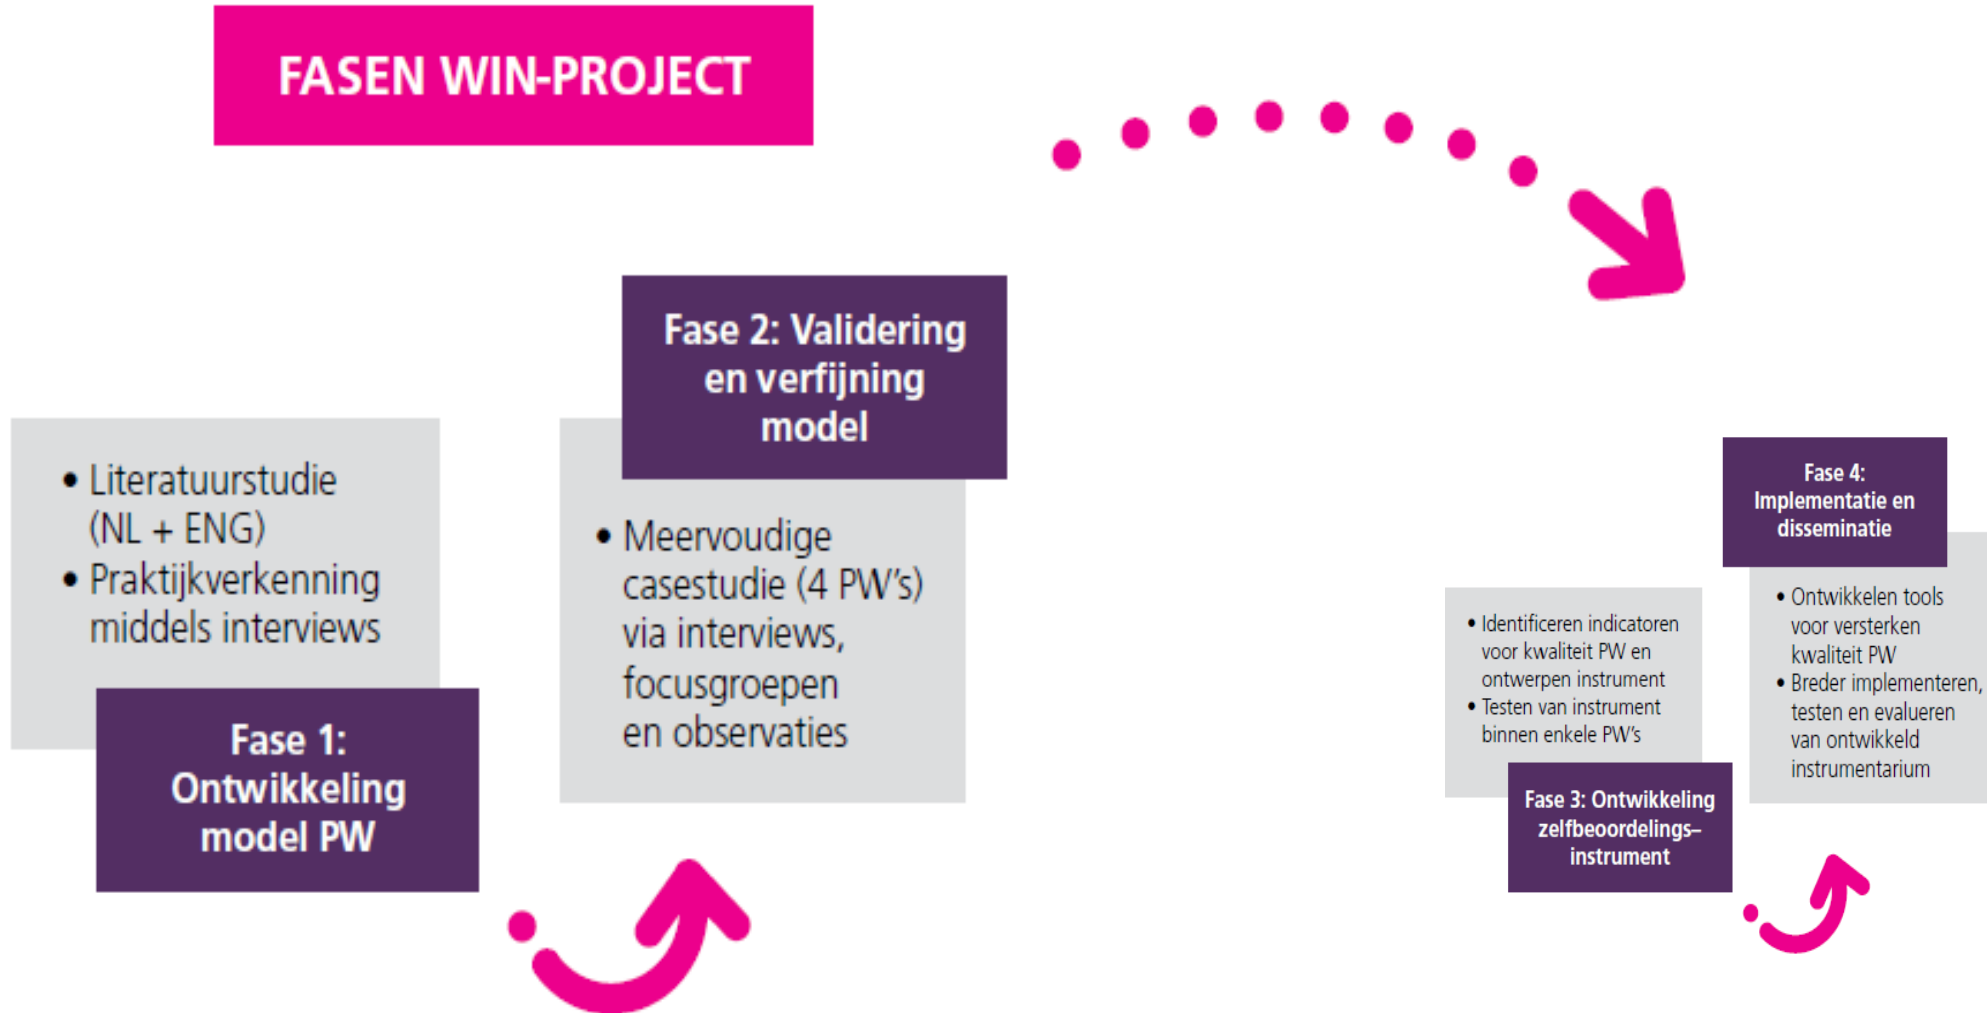 FASEN WIN-PROJECT
• Literatuurstudie
(NL + ENG)
• Praktijkverkenning
middels interviews
Fase 1:
Ontwikkeling
model PW
Fase 2: Validering
en verfijning
model
• Meervoudige
casestudie (4 PW's)
via interviews,
focusgroepen
en observaties
• Identificeren indicatoren
voor kwaliteit PW en
ontwerpen instrument
• Testen van instrument
binnen enkele PW's
Fase 3: Ontwikkeling
zelfbeoordelings–
instrument
Fase 4:
Implementatie en
disseminatie
• Ontwikkelen tools
voor versterken
kwaliteit PW
• Breder implementeren,
testen en evalueren
van ontwikkeld
instrumentarium